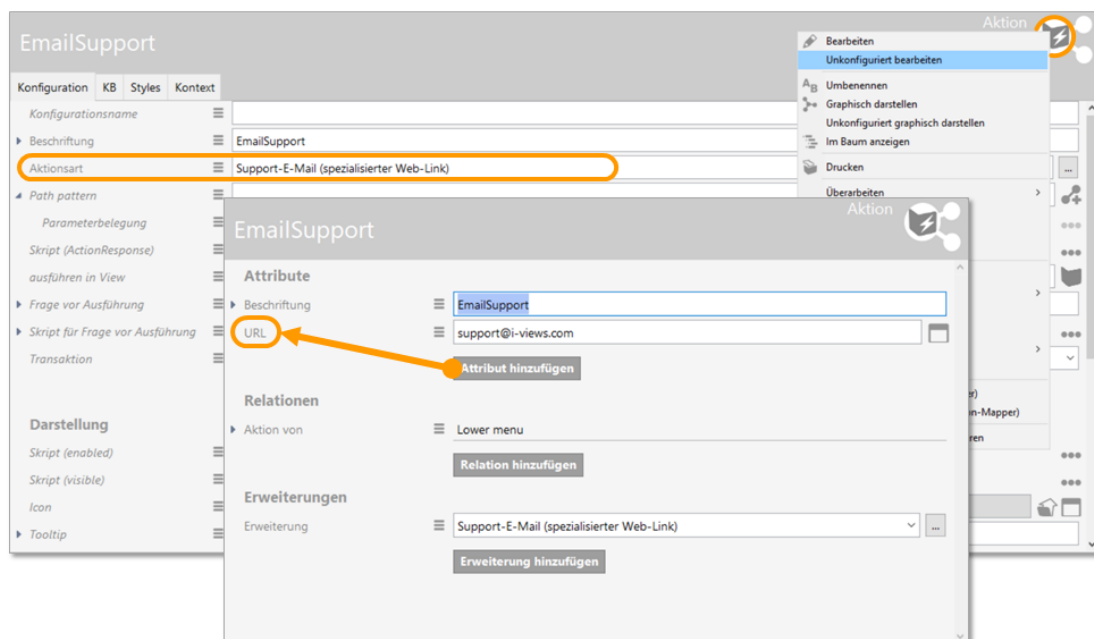 Aktion
EmailSupport
Konfiguration KB Styles Kontext
Konfigurationsname
Beschriftung EmailSupport
Aktionsart Support-E-Mail (spezialisierter Web-Link) ...
Path pattern
Parameterbelegung
Skript (ActionResponse)
ausführen in View
Frage vor Ausführung
Skript für Frage vor Ausführung
Transaktion
Darstellung
Skript (enabled)
Skript (visible)
Icon
Tooltip
Bearbeiten
Unkonfiguriert bearbeiten
Umbenennen
Graphisch darstellen
Unkonfiguriert graphisch darstellen
Im Baum anzeigen
Drucken
Überarbeiten
Aktion
EmailSupport
Attribute
Beschriftung EmailSupport
URL support@i-views.com
Attribut hinzufügen
Relationen
Aktion von Lower menu
Relation hinzufügen
Erweiterungen
Erweiterung Support-E-Mail (spezialisierter Web-Link) ...
Erweiterung hinzufügen
n-Mapper)
ren